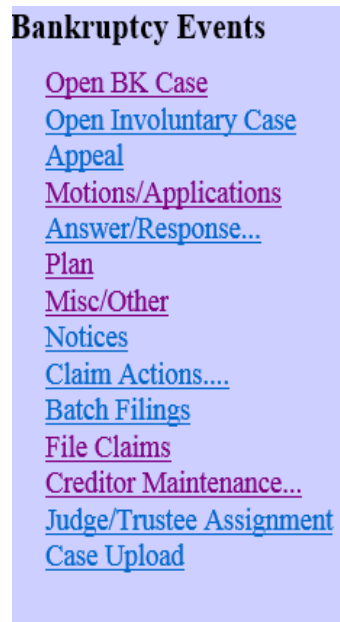 Bankruptcy Events
Open BK Case
Open Involuntary Case
Appeal
Motions/Applications
Answer/Response...
Plan
Misc/Other
Notices
Claim Actions....
Batch Filings
File Claims
Creditor Maintenance...
Judge/Trustee Assignment
Case Upload